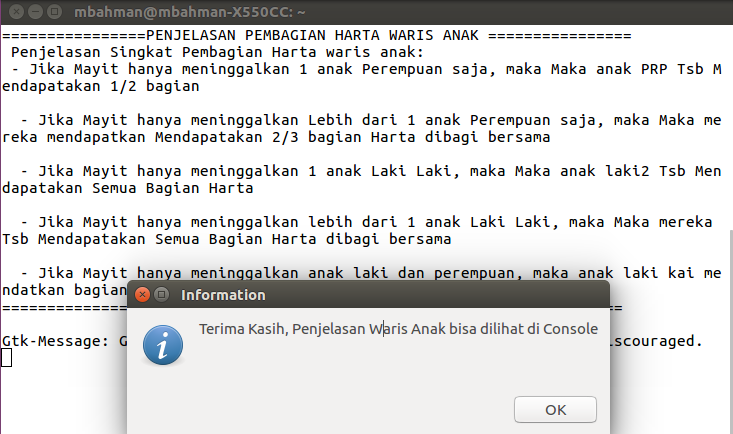 mbahman@mbahman-X550CC: ~
================PENJELASAN PEMBAGIAN HARTA WARIS ANAK ================
Penjelasan Singkat Pembagian Harta waris anak:
- Jika Mayit hanya meninggalkan 1 anak Perempuan saja, maka Maka anak PRP Tsb M
endapatakan 1/2 bagian
- Jika Mayit hanya meninggalkan Lebih dari 1 anak Perempuan saja, maka Maka me
reka mendapatkan Mendapatakan 2/3 bagian Harta dibagi bersama
- Jika Mayit hanya meninggalkan 1 anak Laki Laki, maka Maka anak laki2 Tsb Men
dapatakan Semua Bagian Harta
- Jika Mayit hanya meninggalkan lebih dari 1 anak Laki Laki, maka Maka mereka
Tsb Mendapatakan Semua Bagian Harta dibagi bersama
- Jika Mayit hanya meninggalkan anak laki dan perempuan, maka anak laki kai me
ndatkan bagian
Gtk-Message: G
iscouraged.
Information
Terima Kasih, Penjelasan Waris Anak bisa dilihat di Console
OK